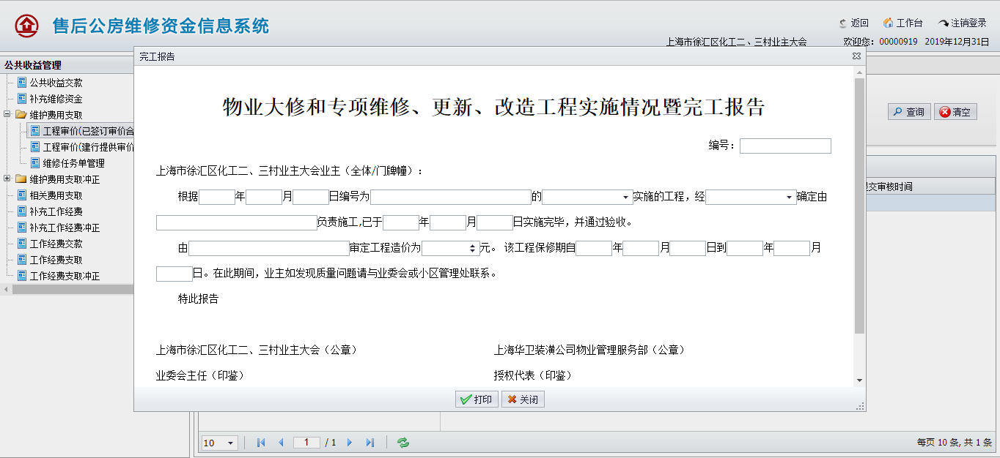 售后公房维修资金信息系统
返回 工作台 注销登录
上海市徐汇区化工二、三村业主大会 欢迎您: 00000919 2019年12月31日
公共收益管理
公共收益交款
补充维修资金
维护费用支取
工程审价(已签订审价合
工程审价(建行提供审价
维修任务单管理
维护费用支取冲正
相关费用支取
补充工作经费
补充工作经费冲正
工作经费交款
工作经费支取
工作经费支取冲正
完工报告
物业大修和专项维修、更新、改造工程实施情况暨完工报告
编号:
上海市徐汇区化工二、三村业主大会业主(全体/门牌幢):
根据 年 月 日编号为 的 实施的工程,经 确定由
负责施工,已于 年 月 日实施完毕,并通过验收。
由 审定工程造价为 元。 该工程保修期自 年 月 日到 年 月
日。在此期间,业主如发现质量问题请与业委会或小区管理处联系。
特此报告
上海市徐汇区化工二、三村业主大会(公章) 上海华卫装潢公司物业管理服务部(公章)
业委会主任(印鉴) 授权代表(印鉴)
打印 关闭
查询 清空
交审核时间
10 1 / 1 每页 10 条, 共 1 条